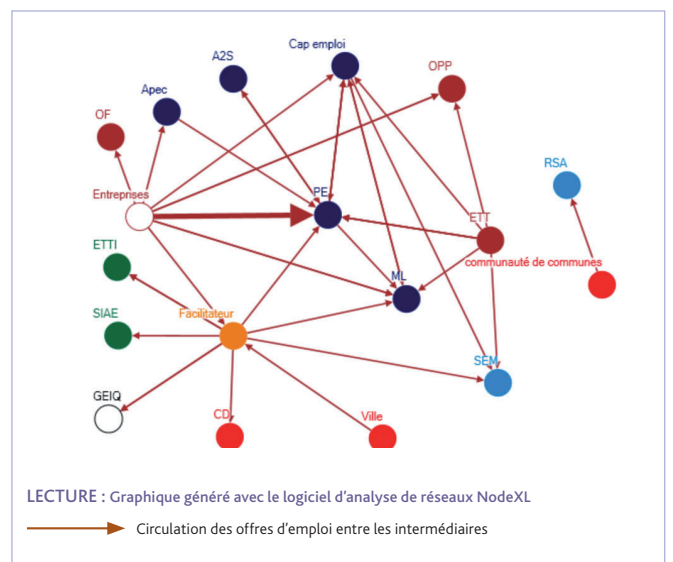 Cap emploi
A2S
OPP
Apec
OF
RSA
Entreprises
PE
ETT
ETTI
communauté de communes
ML
SIAE
Facilitateur
SEM
GEIQ
CD
Ville
LECTURE : Graphique généré avec le logiciel d'analyse de réseaux NodeXL
Circulation des offres d'emploi entre les intermédiaires